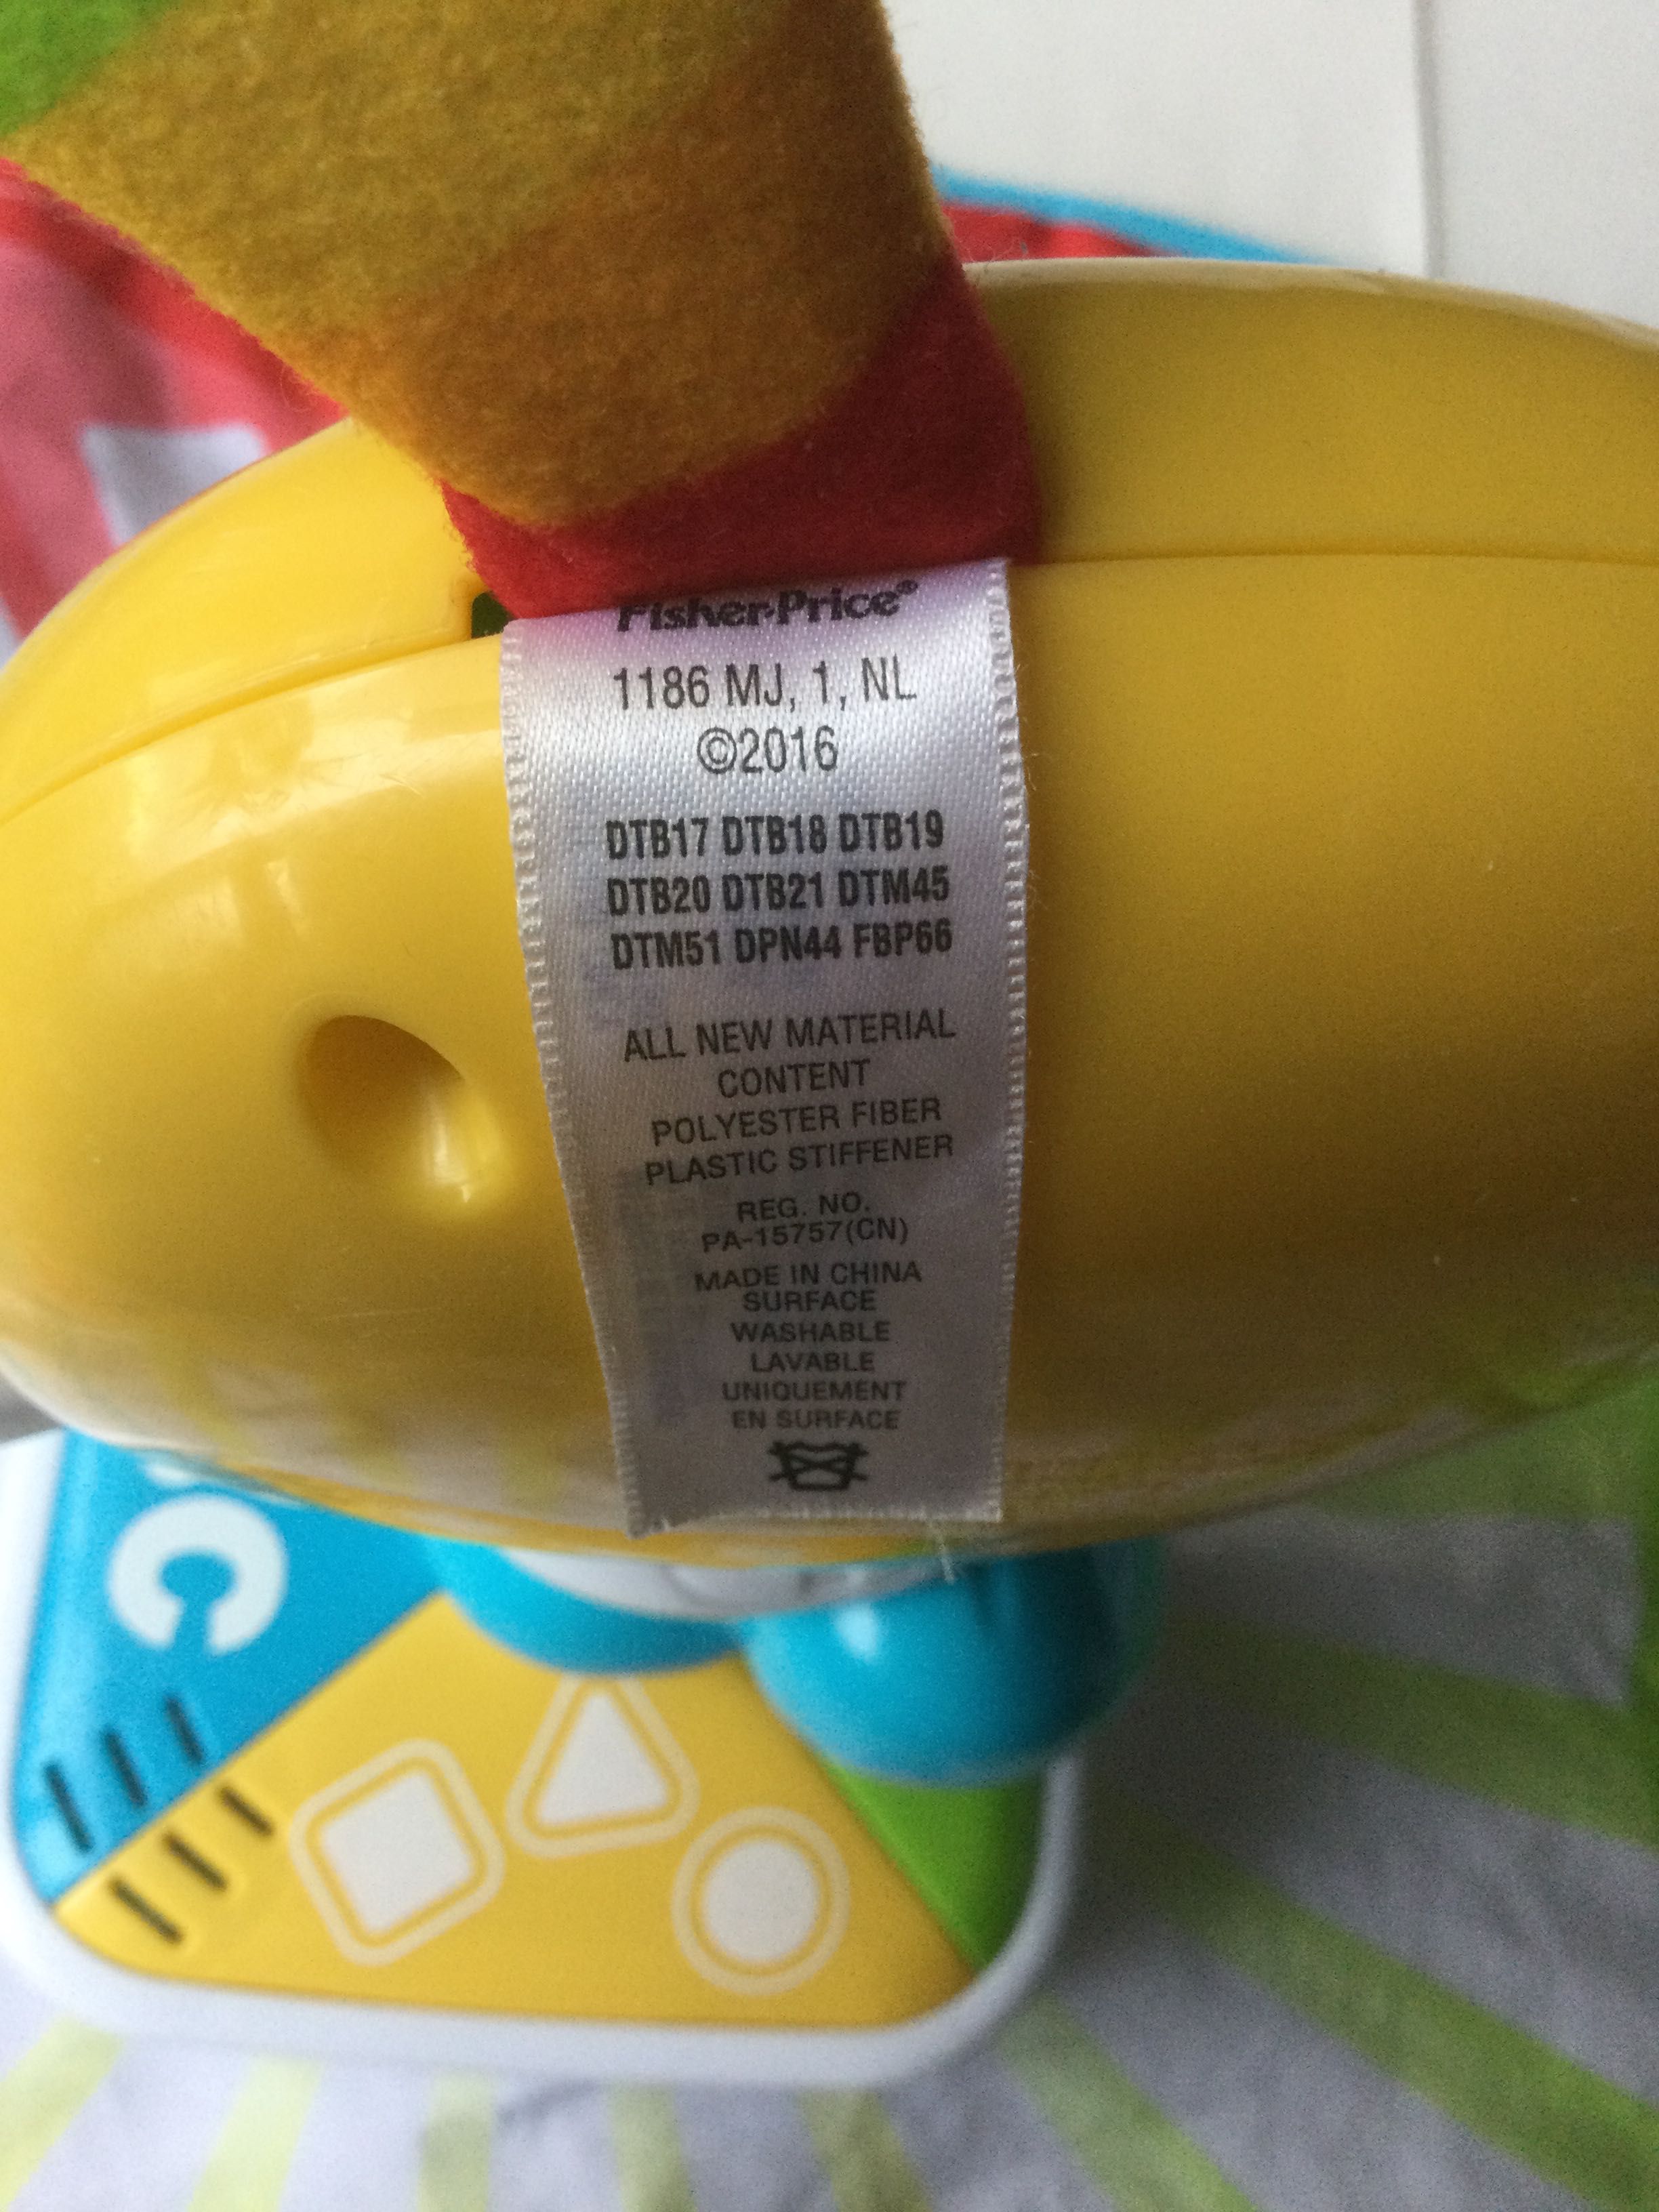 Fisher-Price®
1186 MJ, 1, NL
©2016
DTB17 DTB18 DTB19
DTB20 DTB21 DTM45
DTM51 DPN44 FBP66
ALL NEW MATERIAL
CONTENT
POLYESTER FIBER
PLASTIC STIFFENER
REG. NO.
PA-15757(CN)
MADE IN CHINA
SURFACE
WASHABLE
LAVABLE
UNIQUEMENT
EN SURFACE
C